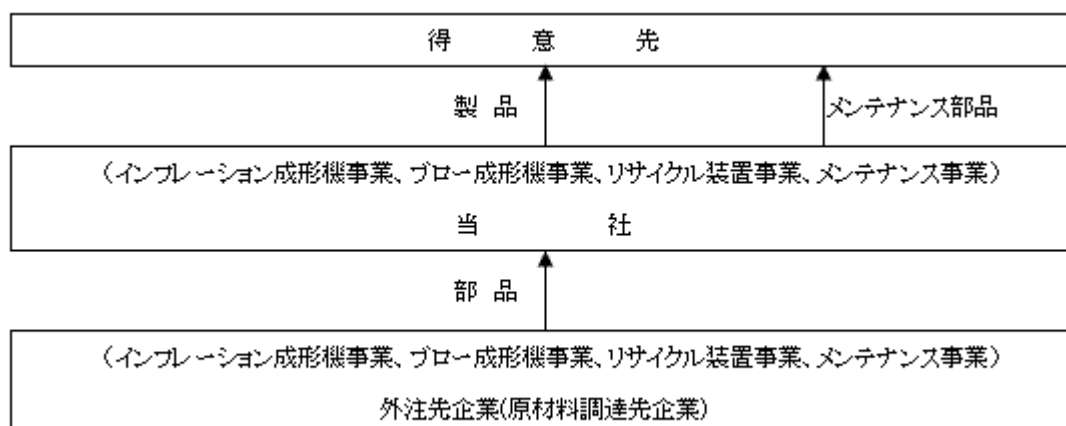 得意先
製品
メンテナンス部品
(インフレーション成形機事業、ブロー成形機事業、リサイクル装置事業、メンテナンス事業)
当社
部品
(インフレーション成形機事業、ブロー成形機事業、リサイクル装置事業、メンテナンス事業)
外注先企業(原材料調達先企業)